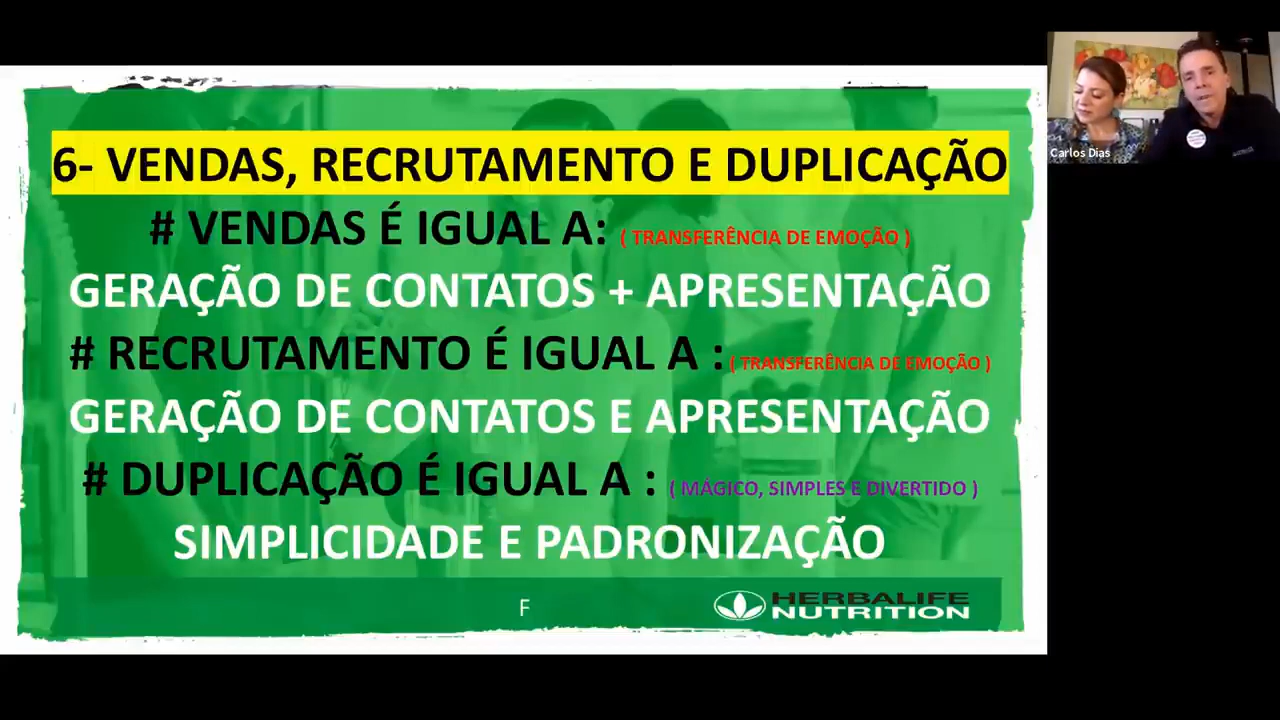 6- VENDAS, RECRUTAMENTO E DUPLICAÇÃO
# VENDAS É IGUAL A: ( TRANSFERÊNCIA DE EMOÇÃO )
GERAÇÃO DE CONTATOS + APRESENTAÇÃO
# RECRUTAMENTO É IGUAL A : ( TRANSFERÊNCIA DE EMOÇÃO )
GERAÇÃO DE CONTATOS E APRESENTAÇÃO
# DUPLICAÇÃO É IGUAL A : ( MÁGICO, SIMPLES E DIVERTIDO )
SIMPLICIDADE E PADRONIZAÇÃO
F
HERBALIFE
NUTRITION
Carlos Dias